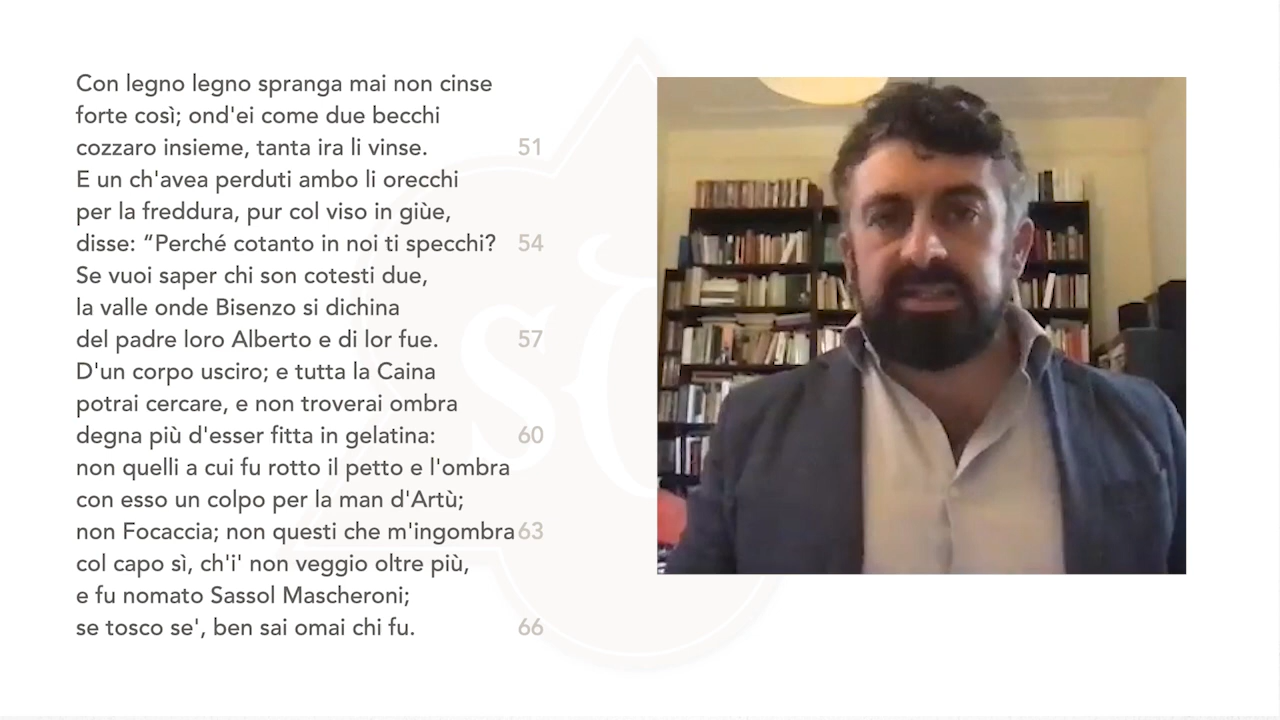 Con legno legno spranga mai non cinse
forte così; ond'ei come due becchi
cozzaro insieme, tanta ira li vinse. 51
E un ch'avea perduti ambo li orecchi
per la freddura, pur col viso in giùe,
disse: “Perché cotanto in noi ti specchi? 54
Se vuoi saper chi son cotesti due,
la valle onde Bisenzo si dichina
del padre loro Alberto e di lor fue. 57
D'un corpo usciro; e tutta la Caina
potrai cercare, e non troverai ombra
degna più d'esser fitta in gelatina: 60
non quelli a cui fu rotto il petto e l'ombra
con esso un colpo per la man d'Artù;
non Focaccia; non questi che m'ingombra 63
col capo sì, ch'i' non veggio oltre più,
e fu nomato Sassol Mascheroni;
se tosco se', ben sai omai chi fu. 66